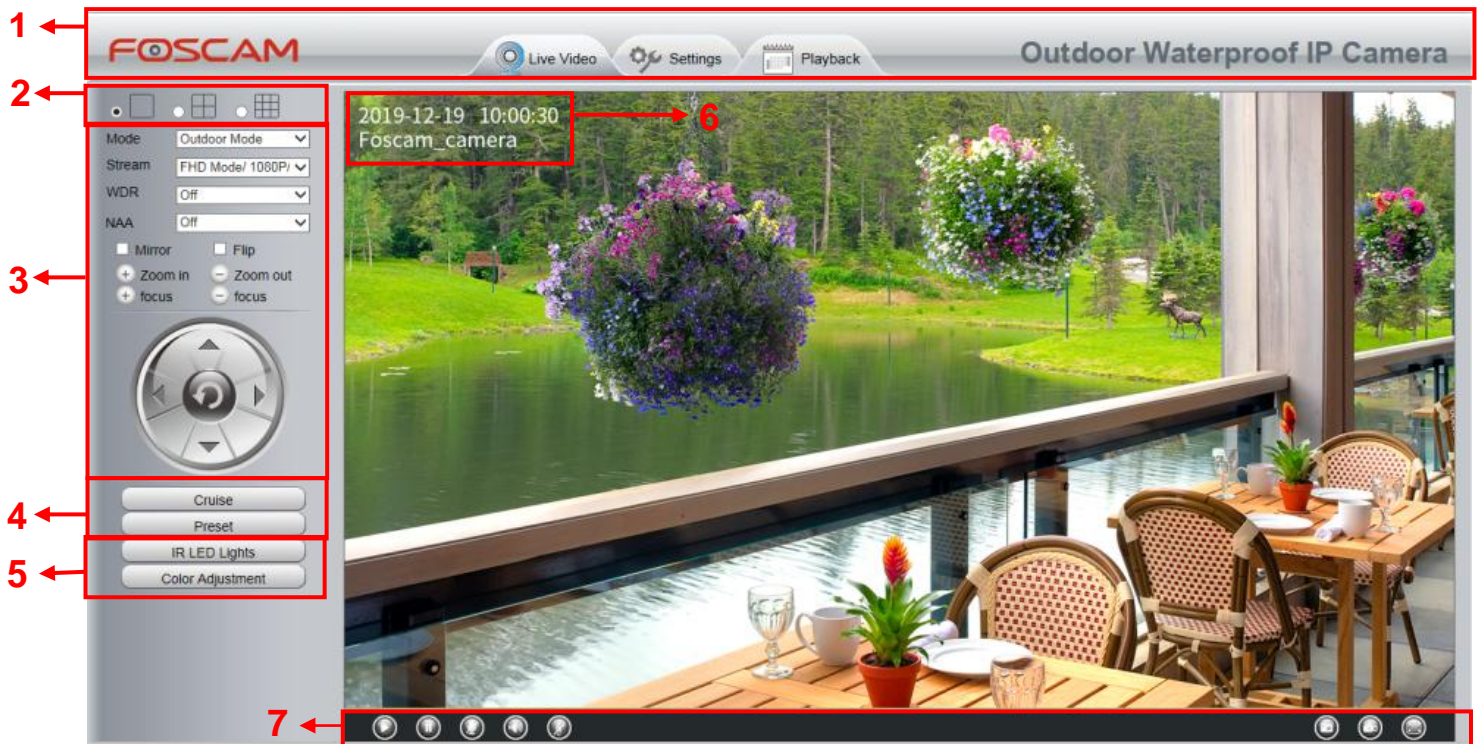 1
FOSCAM
Live Video
Settings
Playback
Outdoor Waterproof IP Camera
2
Mode
Outdoor Mode
Stream
FHD Mode/ 1080P/
WDR
Off
NAA
Off
Mirror
Flip
3
Zoom in
Zoom out
focus
focus
4
Cruise
Preset
5
IR LED Lights
Color Adjustment
2019-12-19 10:00:30
Foscam_camera
6
7